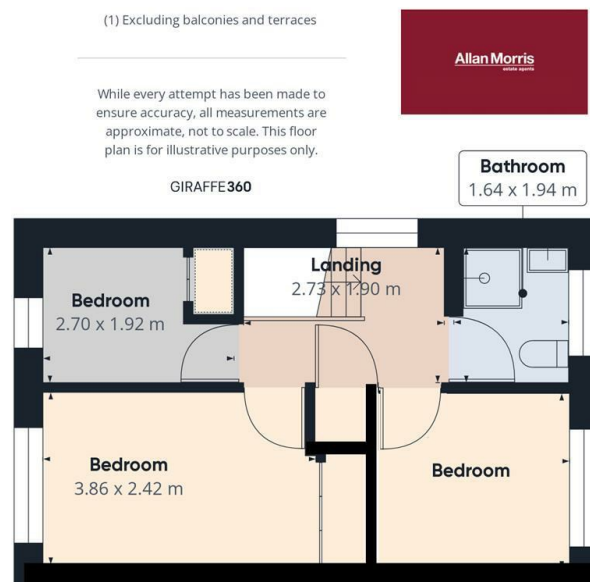 (1) Excluding balconies and terraces
Allan Morris
estate agents
While every attempt has been made to
ensure accuracy, all measurements are
approximate, not to scale. This floor
plan is for illustrative purposes only.
GIRAFFE360
Bathroom
1.64 x 1.94 m
Landing
2.73 x 1.90 m
Bedroom
2.70 x 1.92 m
Bedroom
3.86 x 2.42 m
Bedroom